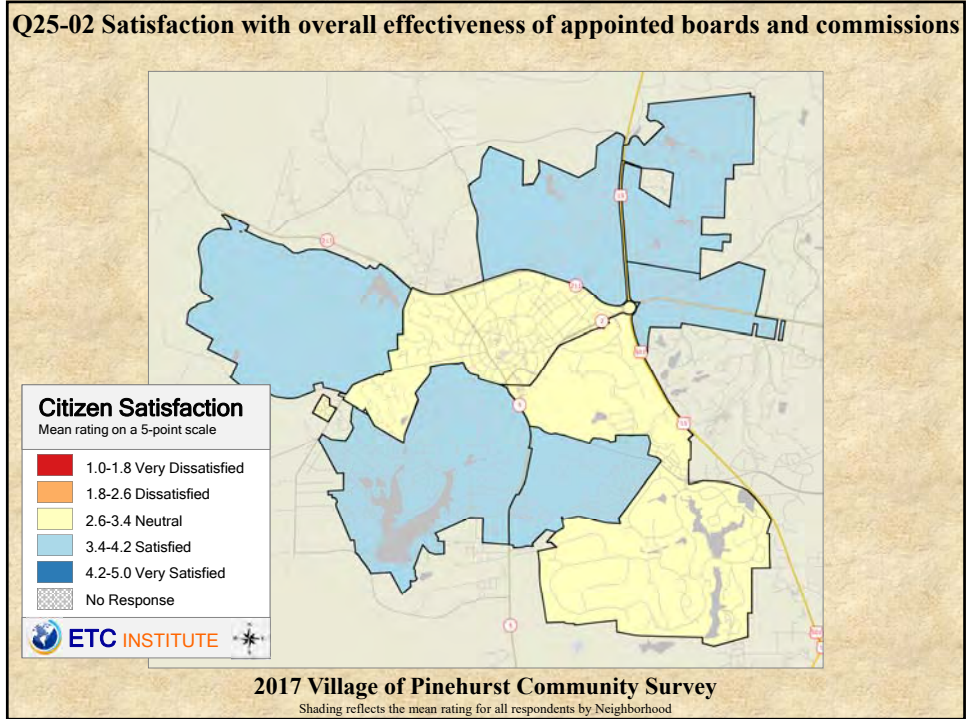 Q25-02 Satisfaction with overall effectiveness of appointed boards and commissions
Citizen Satisfaction
Mean rating on a 5-point scale
1.0-1.8 Very Dissatisfied
1.8-2.6 Dissatisfied
2.6-3.4 Neutral
3.4-4.2 Satisfied
4.2-5.0 Very Satisfied
No Response
ETC INSTITUTE
2017 Village of Pinehurst Community Survey
Shading reflects the mean rating for all respondents by Neighborhood